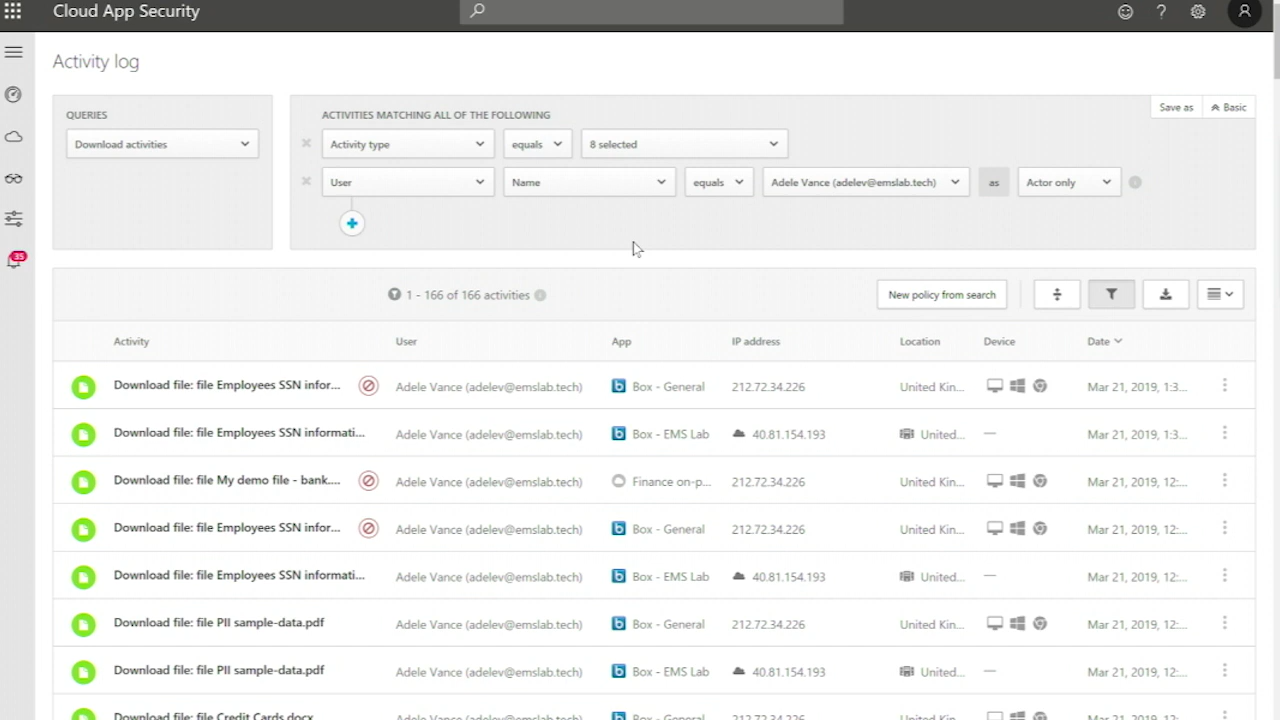 Cloud App Security
Activity log
QUERIES
Download activities
ACTIVITIES MATCHING ALL OF THE FOLLOWING
Save as
Basic
Activity type equals 8 selected
User Name equals Adele Vance (adelev@emslab.tech) as Actor only
35
1 - 166 of 166 activities
New policy from search
Activity User App IP address Location Device Date
Download file: file Employees SSN infor... Adele Vance (adelev@emslab.tech) Box - General 212.72.34.226 United Kin... Mar 21, 2019, 1:3...
Download file: file Employees SSN informati... Adele Vance (adelev@emslab.tech) Box - EMS Lab 40.81.154.193 United... — Mar 21, 2019, 1:3...
Download file: file My demo file - bank.... Adele Vance (adelev@emslab.tech) Finance on-p... 212.72.34.226 United Kin... Mar 21, 2019, 12:...
Download file: file Employees SSN infor... Adele Vance (adelev@emslab.tech) Box - General 212.72.34.226 United Kin... Mar 21, 2019, 12:...
Download file: file Employees SSN informati... Adele Vance (adelev@emslab.tech) Box - EMS Lab 40.81.154.193 United... — Mar 21, 2019, 12:...
Download file: file PII sample-data.pdf Adele Vance (adelev@emslab.tech) Box - General 212.72.34.226 United Kin... Mar 21, 2019, 12:...
Download file: file PII sample-data.pdf Adele Vance (adelev@emslab.tech) Box - EMS Lab 40.81.154.193 United... — Mar 21, 2019, 12:...
Download file: file Credit Cards.docx Adele Vance (adelev@emslab.tech) Box - General 212.72.34.226 United Kin... Mar 21, 2019, 12:...